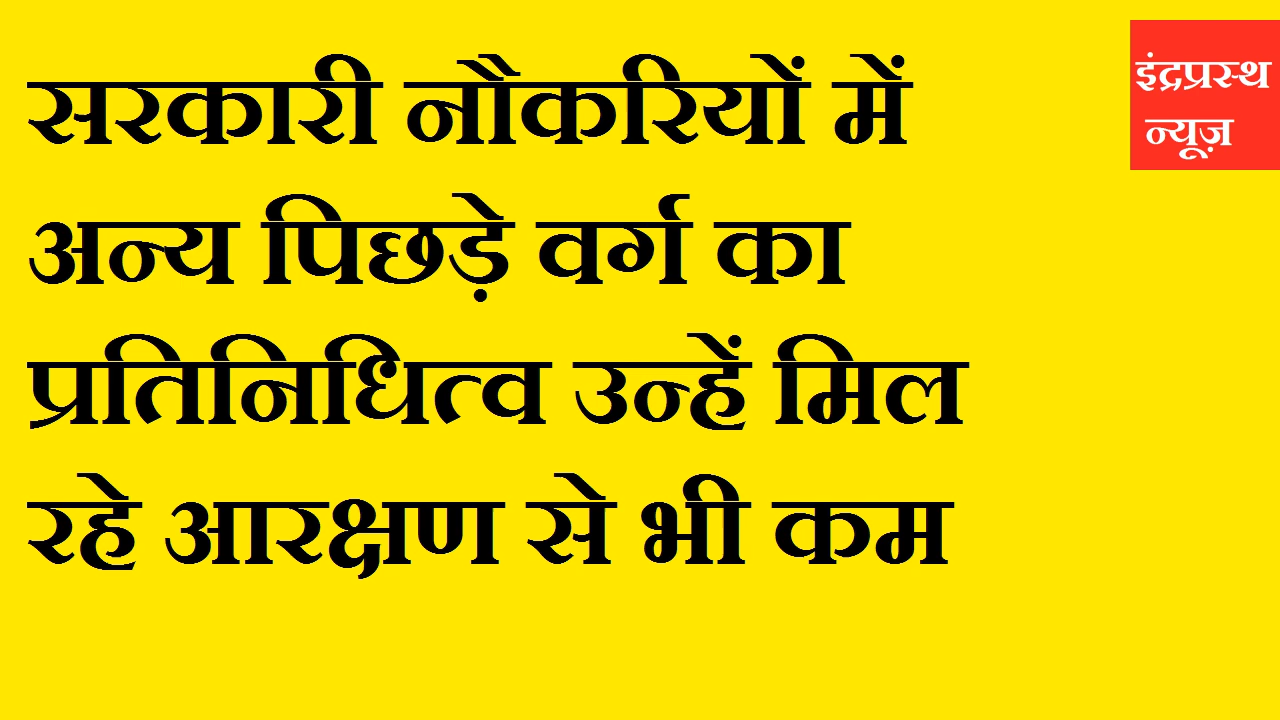 सरकारी नौकरियों में
अन्य पिछड़े वर्ग का
प्रतिनिधित्व उन्हें मिल
रहे आरक्षण से भी कम
इंद्रप्रस्थ
न्यूज़